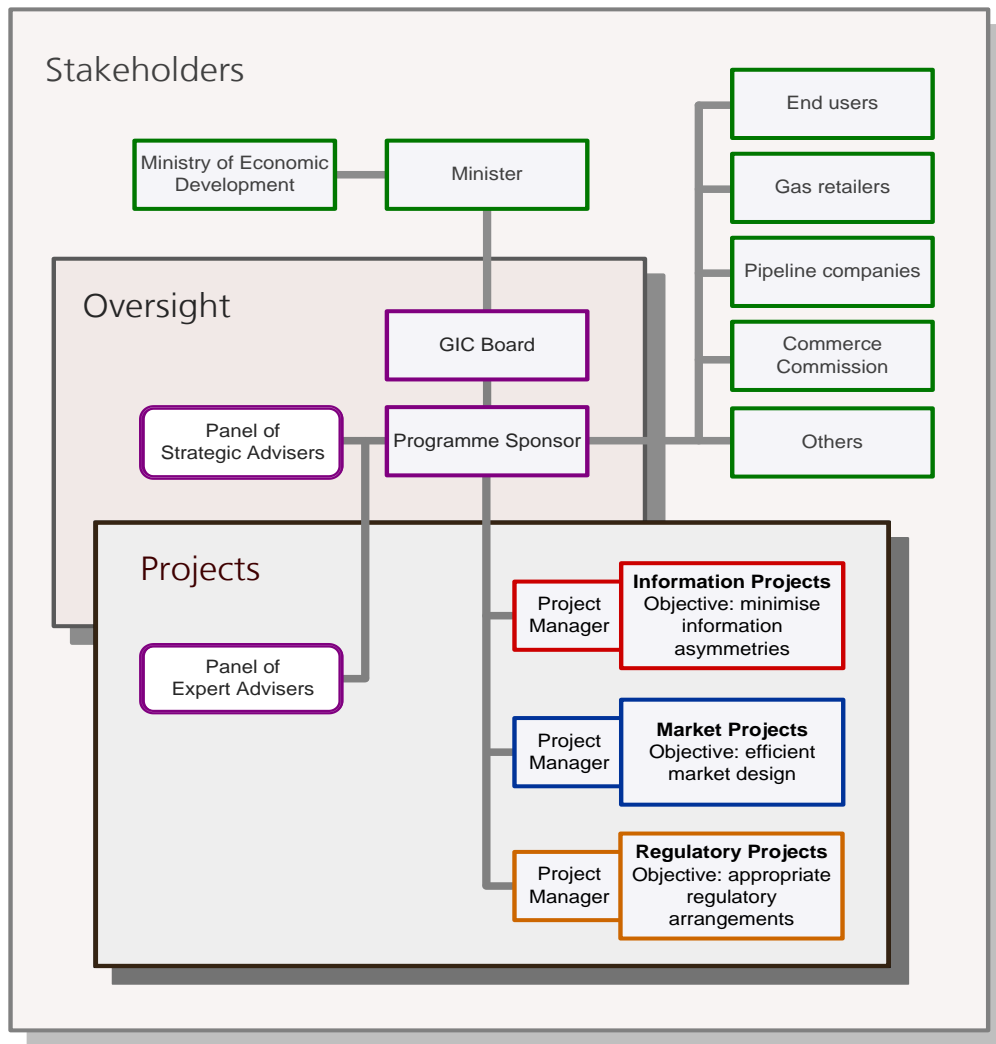 Stakeholders
End users
Ministry of Economic
Development
Minister
Gas retailers
Pipeline companies
Oversight
GIC Board
Commerce
Commission
Panel of
Strategic Advisers
Programme Sponsor
Others
Projects
Project
Manager
Information Projects
Objective: minimise
information
asymmetries
Panel of
Expert Advisers
Project
Manager
Market Projects
Objective: efficient
market design
Project
Manager
Regulatory Projects
Objective: appropriate
regulatory
arrangements